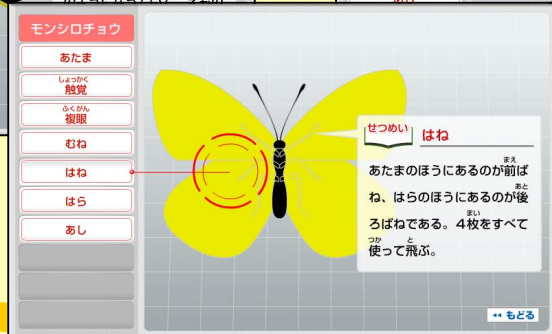 モンシロチョウ
あたま
しょっかく
触覚
ふくがん
複眼
むね
はね
はら
あし
せつめい
はね
まえ
あたまのほうにあるのが前ば
あと
ね、はらのほうにあるのが後
まい
ろばねである。4枚をすべて
つか と
使って飛ぶ。
もどる